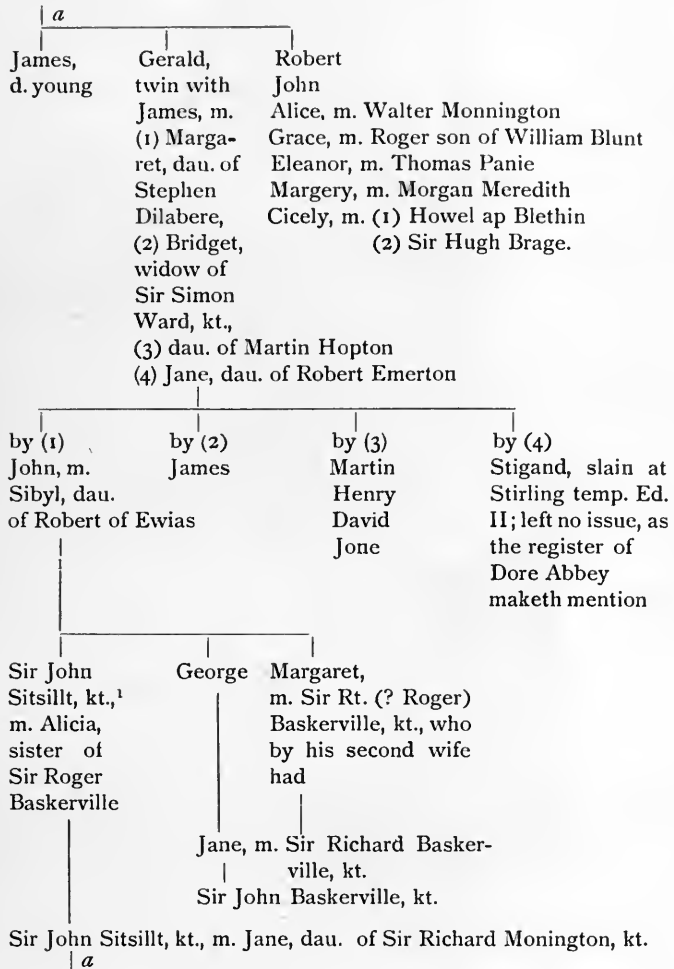 a
James,
d. young
Gerald,
twin with
James, m.
(1) Marga-
ret, dau. of
Stephen
Dilabere,
(2) Bridget,
widow of
Sir Simon
Ward, kt.,
(3) dau. of Martin Hopton
(4) Jane, dau. of Robert Emerton
Robert
John
Alice, m. Walter Monnington
Grace, m. Roger son of William Blunt
Eleanor, m. Thomas Panie
Margery, m. Morgan Meredith
Cicely, m. (1) Howel ap Blethin
(2) Sir Hugh Brage.
by (1)
John, m.
Sibyl, dau.
of Robert of Ewias
by (2)
James
by (3)
Martin
Henry
David
Jone
by (4)
Stigand, slain at
Stirling temp. Ed.
II; left no issue, as
the register of
Dore Abbey
maketh mention
Sir John
Sitsillt, kt.,¹
m. Alicia,
sister of
Sir Roger
Baskerville
George
Margaret,
m. Sir Rt. (? Roger)
Baskerville, kt., who
by his second wife
had
Jane, m. Sir Richard Basker-
ville, kt.
Sir John Baskerville, kt.
Sir John Sitsillt, kt., m. Jane, dau. of Sir Richard Monington, kt.
a